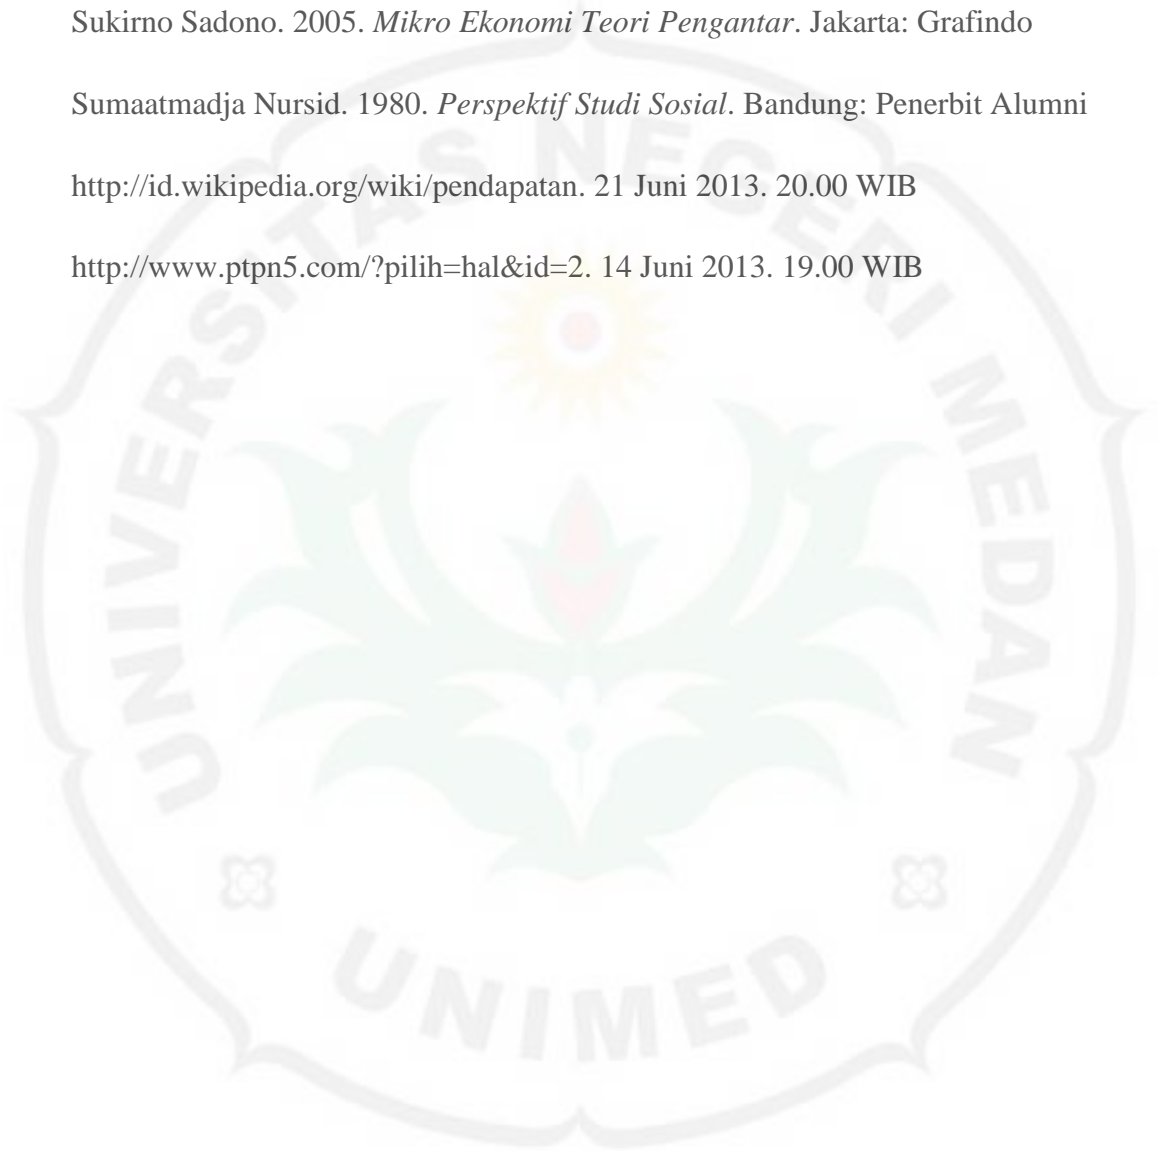 Sukirno Sadono. 2005. Mikro Ekonomi Teori Pengantar. Jakarta: Grafindo
Sumaatmadja Nursid. 1980. Perspektif Studi Sosial. Bandung: Penerbit Alumni
http://id.wikipedia.org/wiki/pendapatan. 21 Juni 2013. 20.00 WIB
http://www.ptpn5.com/?pilih=hal&id=2. 14 Juni 2013. 19.00 WIB
UNIVERSITAS NEGERI MEDAN
UNIMED